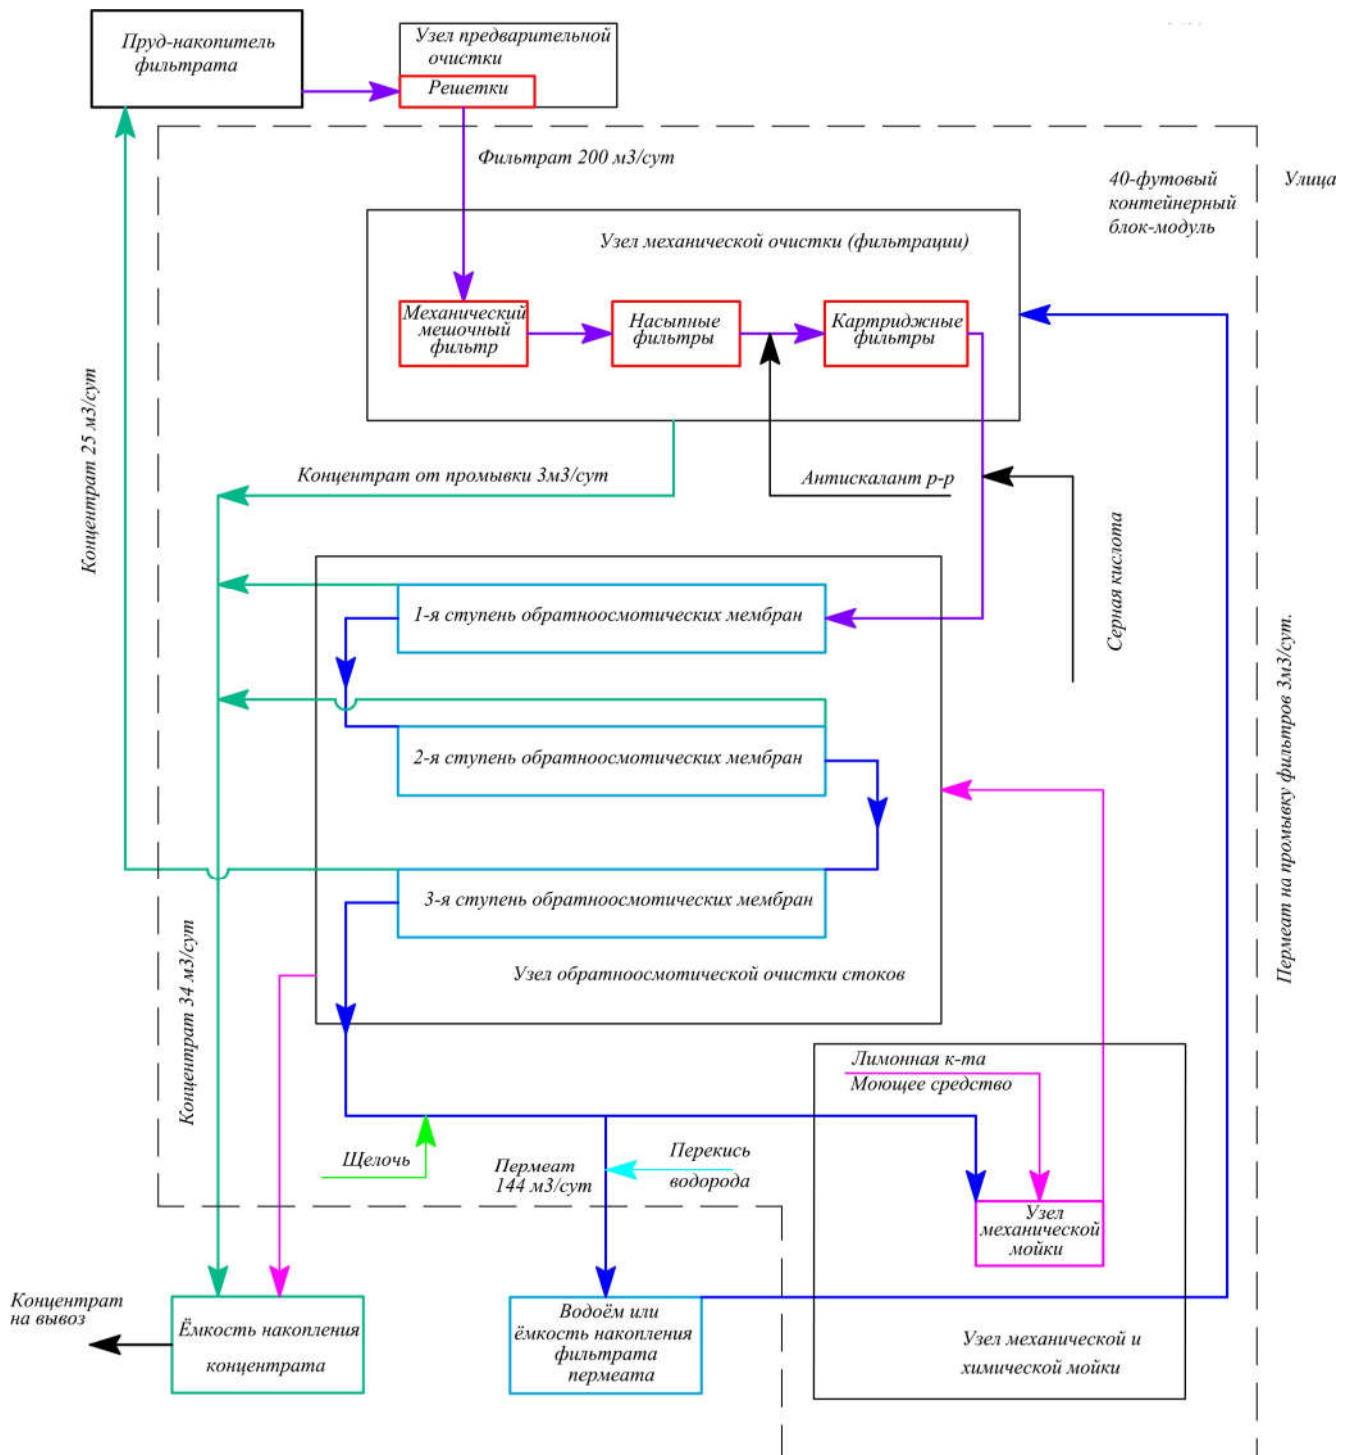 Пруд-накопитель
фильтрата
Узел предварительной
очистки
Решетки
Фильтрат 200 м3/сут
40-футовый
контейнерный
блок-модуль
Улица
Узел механической очистки (фильтрации)
Механический
мешочный
фильтр
Насыпные
фильтры
Картриджные
фильтры
Концентрат 25 м3/сут
Концентрат от промывки 3м3/сут
Антискалант р-р
Серная кислота
1-я ступень обратноосмотических мембран
2-я ступень обратноосмотических мембран
3-я ступень обратноосмотических мембран
Узел обратноосмотической очистки стоков
Пермеат на промывку фильтров 3м3/сут.
Концентрат 34 м3/сут
Лимонная к-та
Моющее средство
Щелочь
Пермеат
144 м3/сут
Перекись
водорода
Узел
механической
мойки
Концентрат
на вывоз
Ёмкость накопления
концентрата
Водоём или
ёмкость накопления
фильтрата
пермеата
Узел механической и
химической мойки